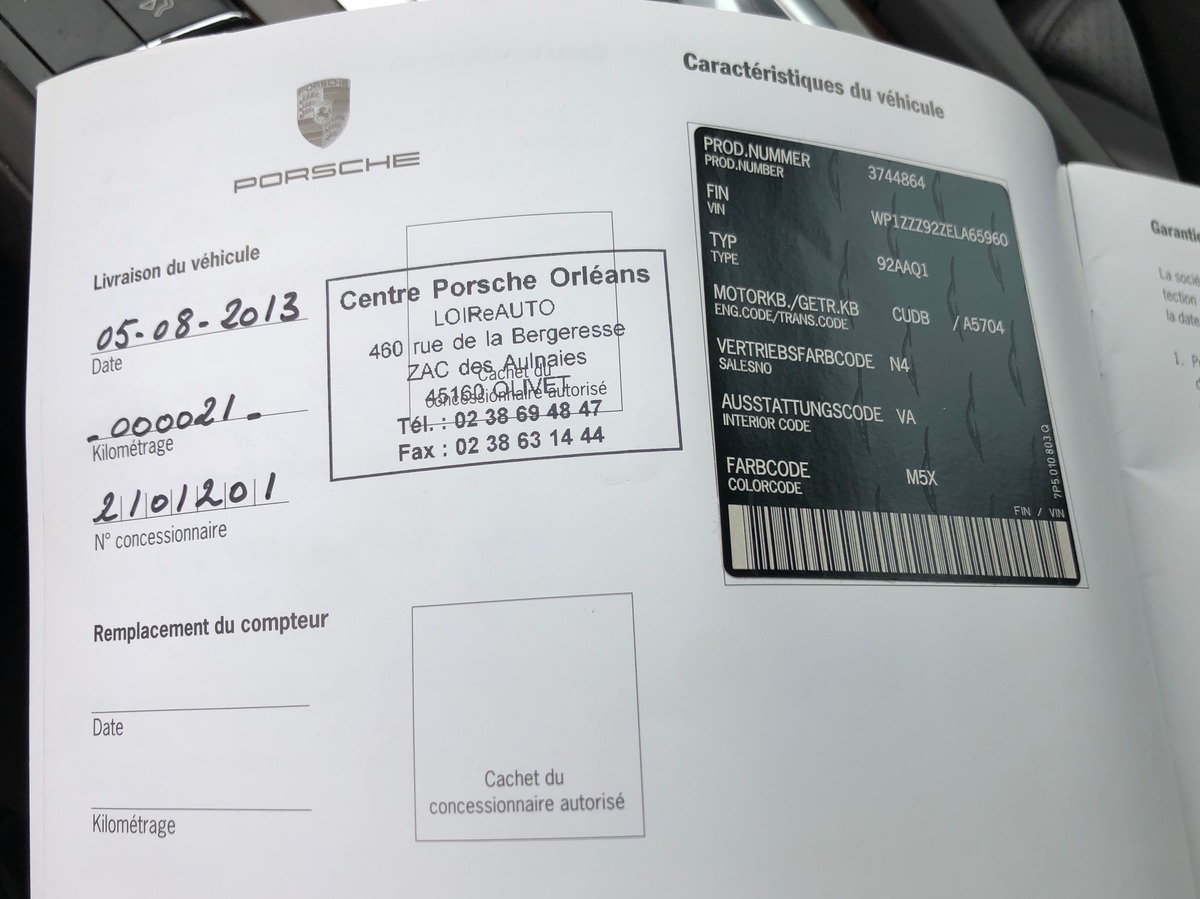 PORSCHE
PORSCHE
Livraison du véhicule
05-08-2013
Date
000021
Kilométrage
2101201
N° concessionnaire
Centre Porsche Orléans
LOIReAUTO
460 rue de la Bergeresse
ZAC des Aulnaies
45160 OLIVET
Tél. : 02 38 69 48 47
Fax : 02 38 63 14 44
Cachet du
concessionnaire autorisé
Remplacement du compteur
Date
Kilométrage
Cachet du
concessionnaire autorisé
Caractéristiques du véhicule
PROD.NUMMER
PROD.NUMBER 3744864
FIN
VIN WP1ZZZ92ZELA65960
TYP
TYPE 92AAQ1
MOTORKB./GETR.KB
ENG.CODE/TRANS.CODE CUDB / A5704
VERTRIEBSFARBCODE N4
SALESNO
AUSSTATTUNGSCODE VA
INTERIOR CODE
FARBCODE M5X
COLORCODE
7P5 010 803 Q
FIN / VIN
Garantie
La socié
tection
la date
1. P